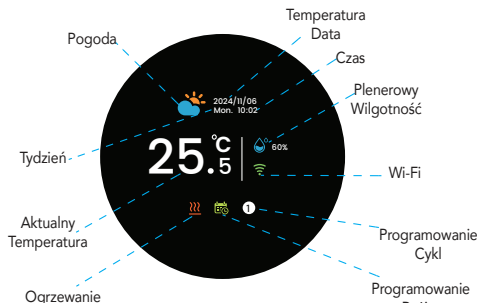 Temperatura
Data
Pogoda
Czas
Plenerowy
Wilgotność
2024/11/06
Mon. 10:02
25.5 °C
60%
Tydzień
Wi-Fi
Aktualny
Temperatura
1
Programowanie
Cykl
Ogrzewanie
Programowanie